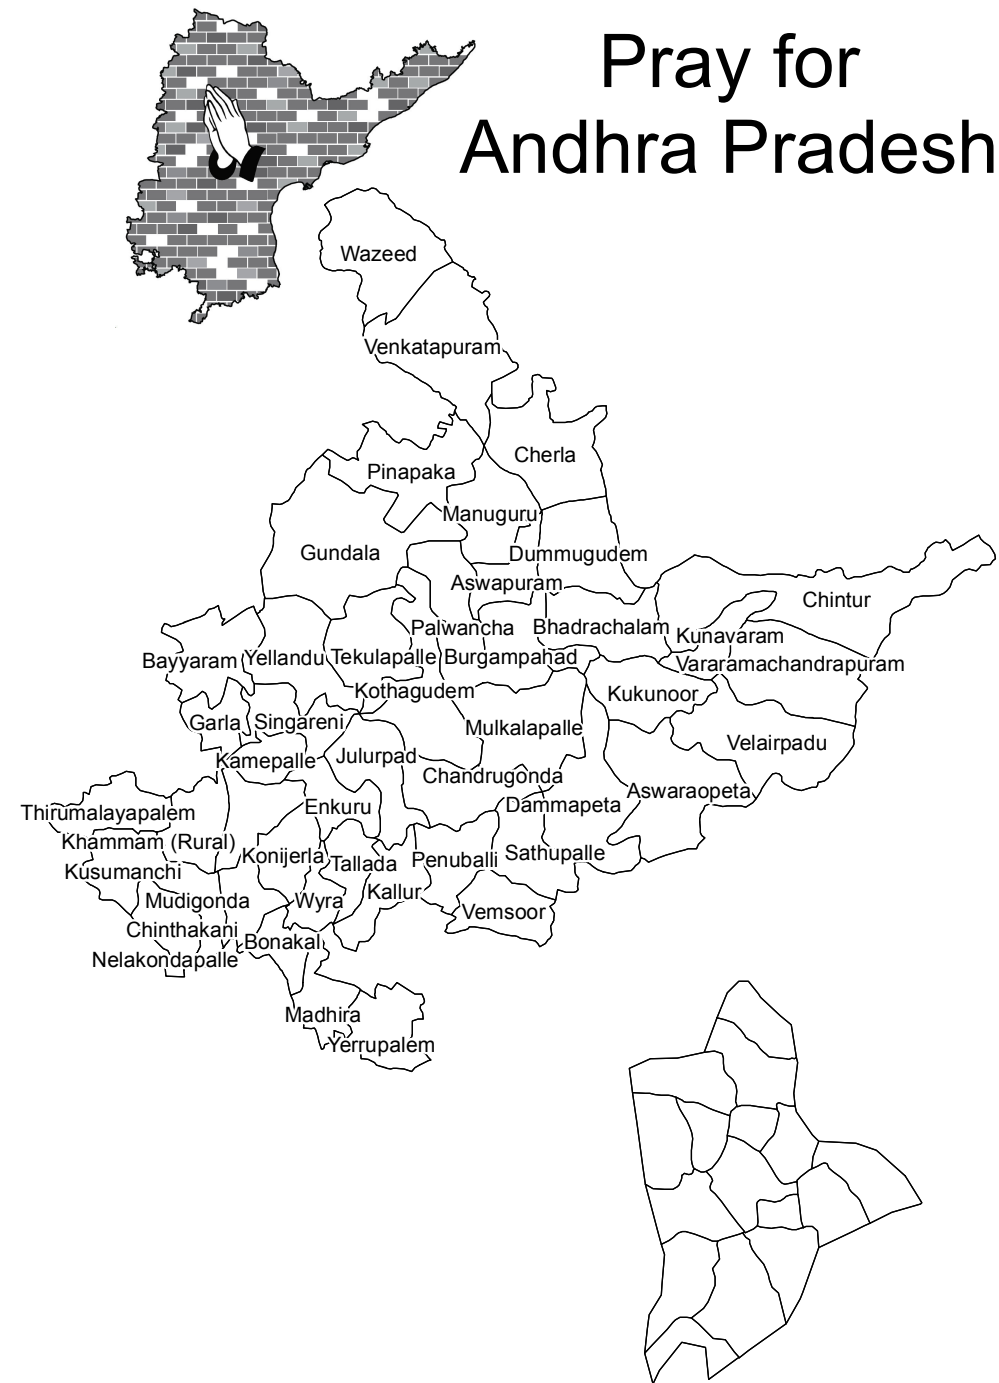 Pray for
Andhra Pradesh
Wazeed
Venkatapuram
Cherla
Pinapaka
Manuguru
Gundala
Dummugudem
Aswapuram
Chintur
Palwancha
Bhadrachalam
Kunavaram
Bayyaram
Yellandu
Tekulapalle
Burgampahad
Vararamachandrapuram
Kothagudem
Kukunoor
Garla
Singareni
Mulkalapalle
Velairpadu
Kamepalle
Julurpad
Chandrugonda
Aswaraopeta
Thirumalayapalem
Enkuru
Dammapeta
Khammam (Rural)
Konijerla
Tallada
Penuballi
Sathupalle
Kusumanchi
Mudigonda
Wyra
Kallur
Vemsoor
Chinthakani
Bonakal
Nelakondapalle
Madhira
Yerrupalem